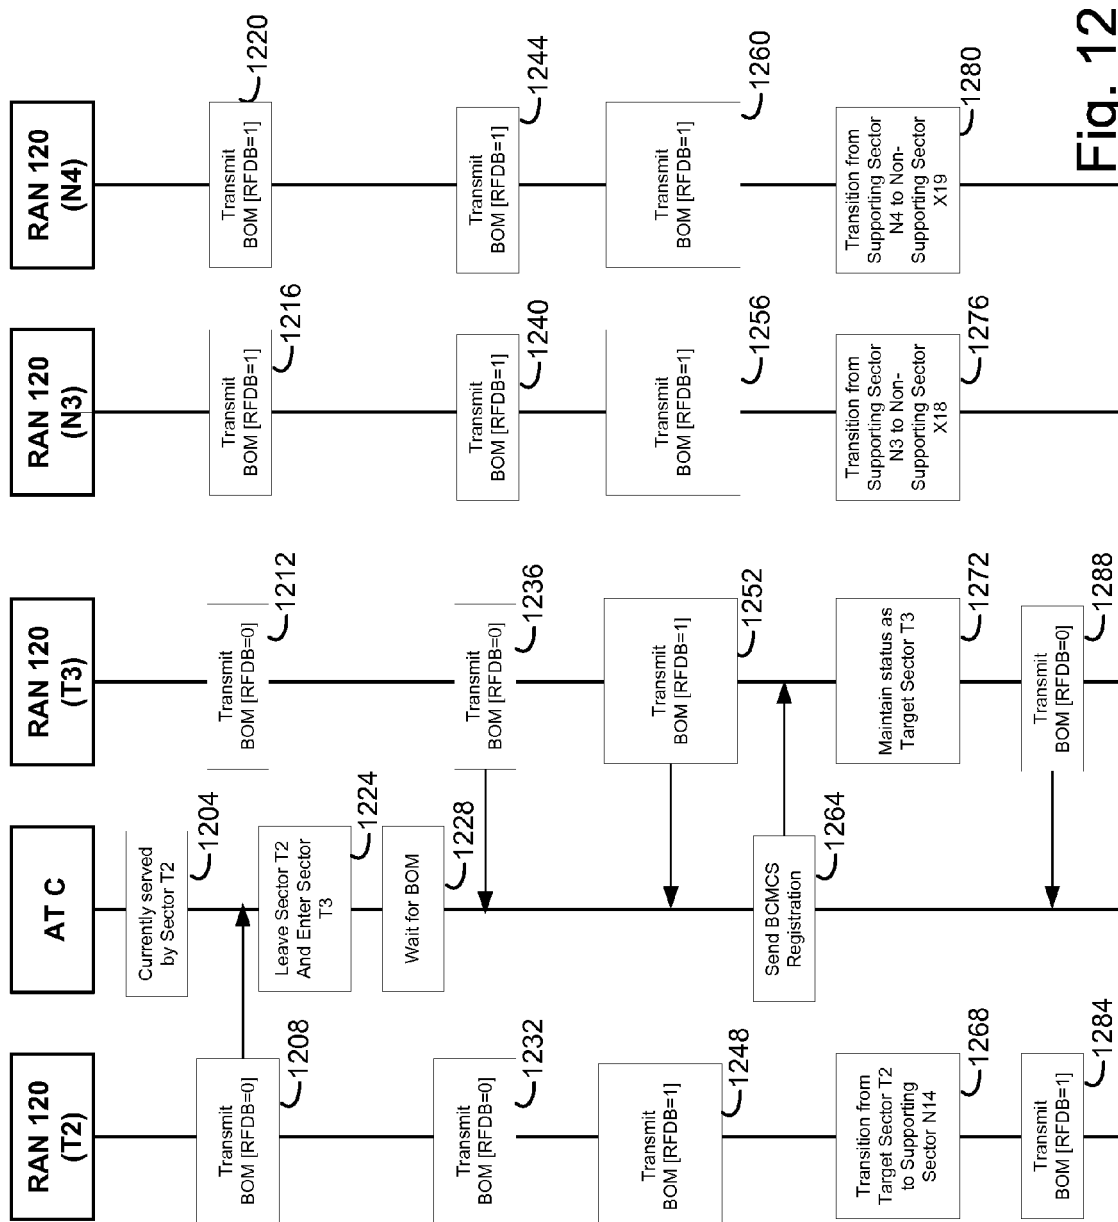 RAN 120
(T2)
AT C
RAN 120
(T3)
RAN 120
(N3)
RAN 120
(N4)
Currently served
by Sector T2
1204
Transmit
BOM [RFDB=0]
1208
Transmit
BOM [RFDB=0]
1212
Transmit
BOM [RFDB=1]
1216
Transmit
BOM [RFDB=1]
1220
Leave Sector T2
And Enter Sector
T3
1224
Wait for BOM
1228
Transmit
BOM [RFDB=0]
1232
Transmit
BOM [RFDB=0]
1236
Transmit
BOM [RFDB=1]
1240
Transmit
BOM [RFDB=1]
1244
Transmit
BOM [RFDB=1]
1248
Transmit
BOM [RFDB=1]
1252
Transmit
BOM [RFDB=1]
1256
Transmit
BOM [RFDB=1]
1260
Send BCMCS
Registration
1264
Transition from
Target Sector T2
to Supporting
Sector N14
1268
Maintain status as
Target Sector T3
1272
Transition from
Supporting Sector
N3 to Non-
Supporting Sector
X18
1276
Transition from
Supporting Sector
N4 to Non-
Supporting Sector
X19
1280
Transmit
BOM [RFDB=1]
1284
Transmit
BOM [RFDB=0]
1288
Fig. 12